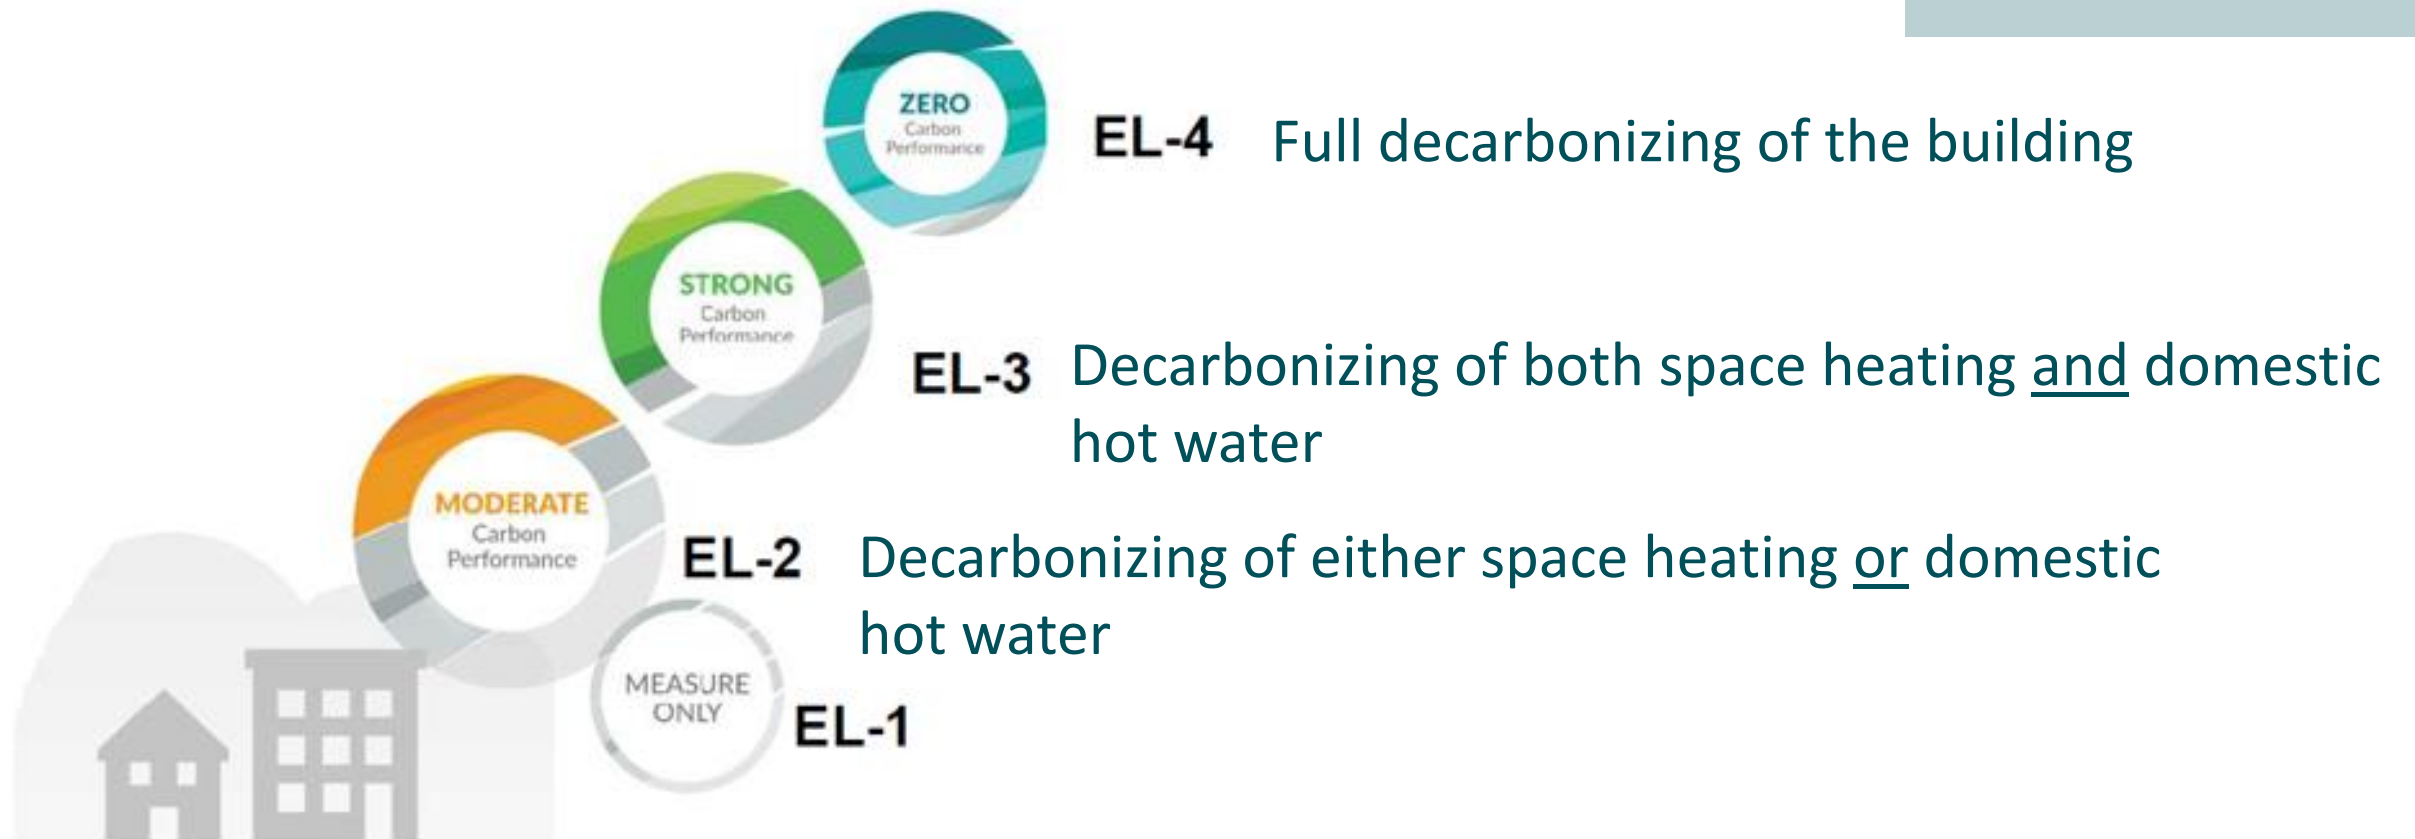 ZERO
Carbon
Performance
EL-4
Full decarbonizing of the building
STRONG
Carbon
Performance
EL-3
Decarbonizing of both space heating and domestic
hot water
MODERATE
Carbon
Performance
EL-2
Decarbonizing of either space heating or domestic
hot water
MEASURE
ONLY
EL-1